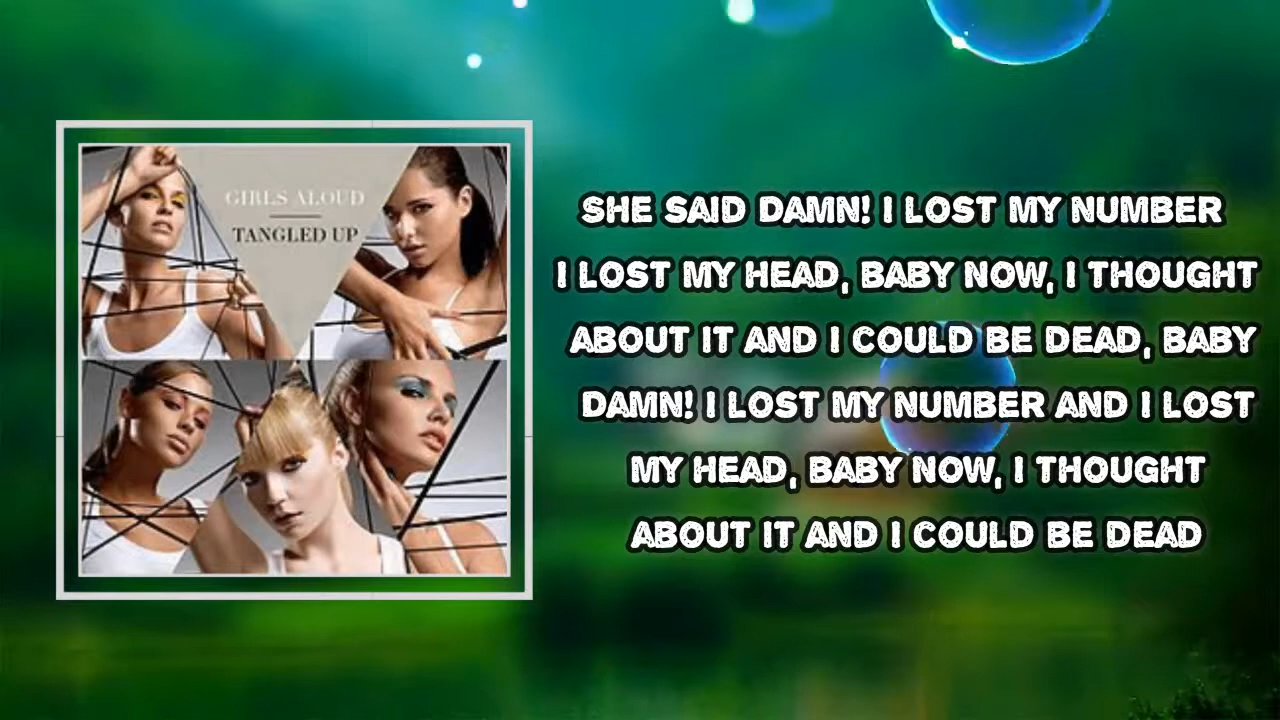 GIRLS ALOUD
TANGLED UP
SHE SAID DAMN! I LOST MY NUMBER
I LOST MY HEAD, BABY NOW, I THOUGHT
ABOUT IT AND I COULD BE DEAD, BABY
DAMN! I LOST MY NUMBER AND I LOST
MY HEAD, BABY NOW, I THOUGHT
ABOUT IT AND I COULD BE DEAD